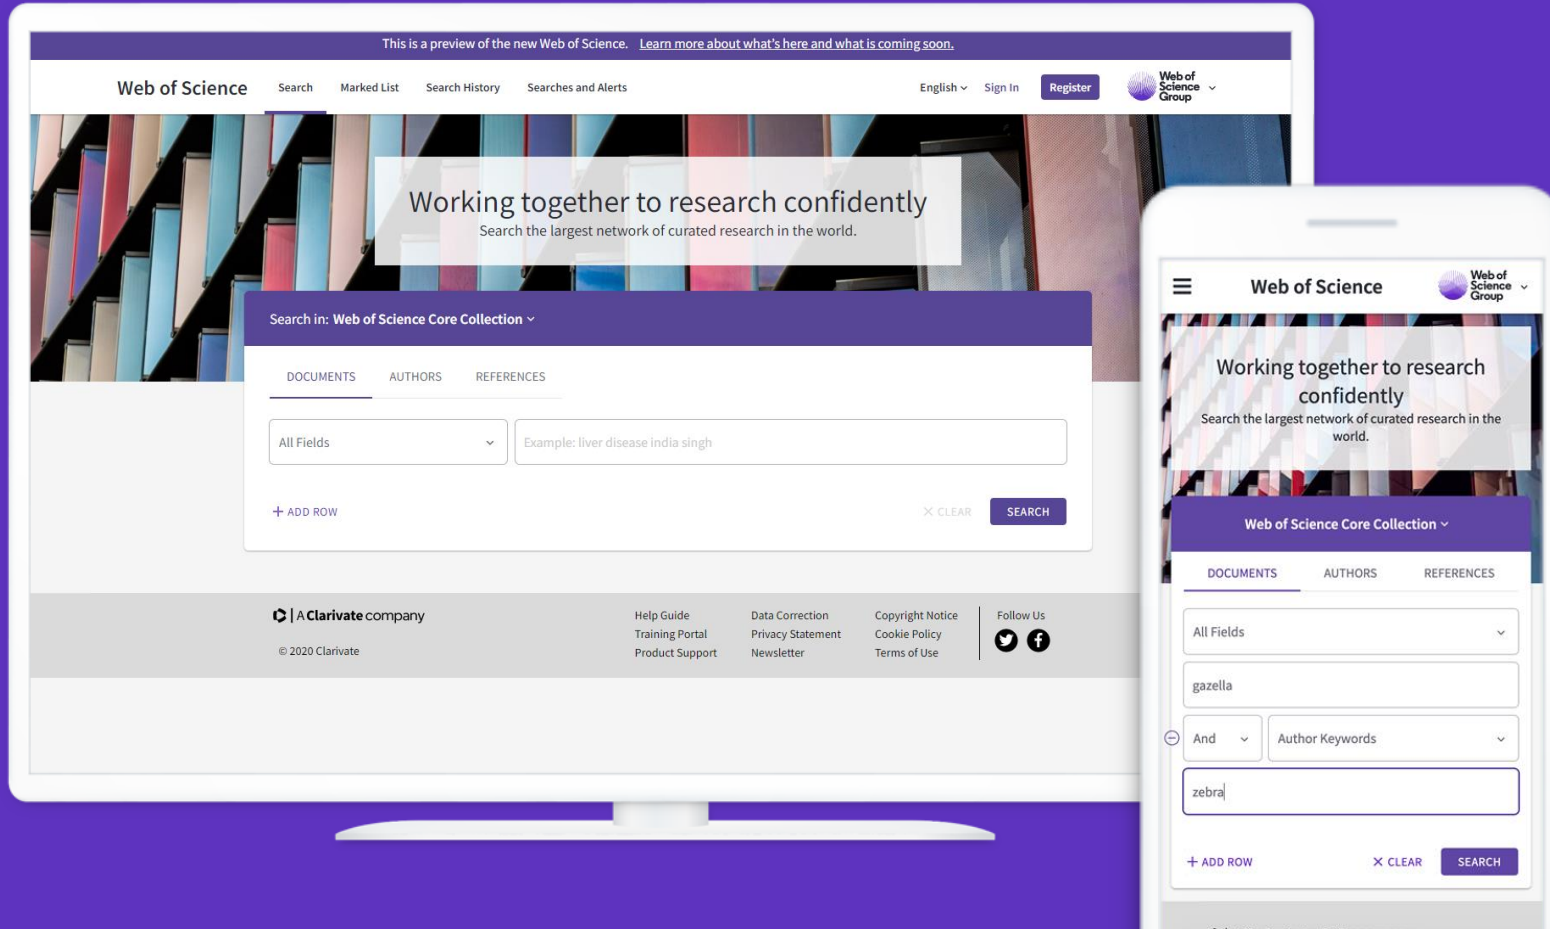 This is a preview of the new Web of Science. Learn more about what's here and what is coming soon.
Web of Science Search Marked List Search History Searches and Alerts English Sign In Register Web of Science Group
Working together to research confidently
Search the largest network of curated research in the world.
Search in: Web of Science Core Collection
DOCUMENTS AUTHORS REFERENCES
All Fields Example: liver disease india singh
+ ADD ROW × CLEAR SEARCH
A Clarivate company
© 2020 Clarivate
Help Guide Data Correction Copyright Notice Follow Us
Training Portal Privacy Statement Cookie Policy
Product Support Newsletter Terms of Use
Web of Science Web of Science Group
Working together to research
confidently
Search the largest network of curated research in the
world.
Web of Science Core Collection
DOCUMENTS AUTHORS REFERENCES
All Fields
gazella
And Author Keywords
zebra
+ ADD ROW × CLEAR SEARCH